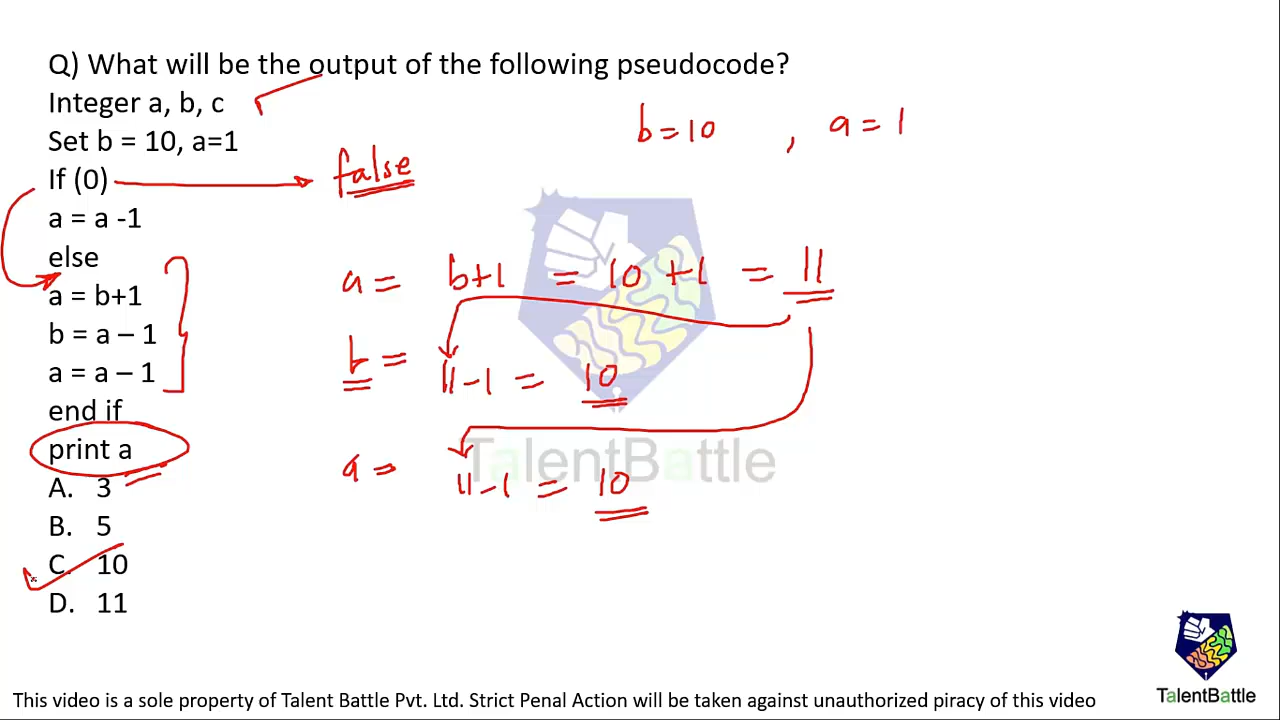 Q) What will be the output of the following pseudocode?
Integer a, b, c
Set b = 10, a=1
b = 10 , a = 1
If (0)
false
a = a -1
else
a = b+1
a = b+1 = 10 +1 = 11
b = a – 1
b = 11-1 = 10
a = a – 1
end if
print a
TalentBattle
a = 11-1 = 10
A. 3
B. 5
C. 10
D. 11
TalentBattle
This video is a sole property of Talent Battle Pvt. Ltd. Strict Penal Action will be taken against unauthorized piracy of this video